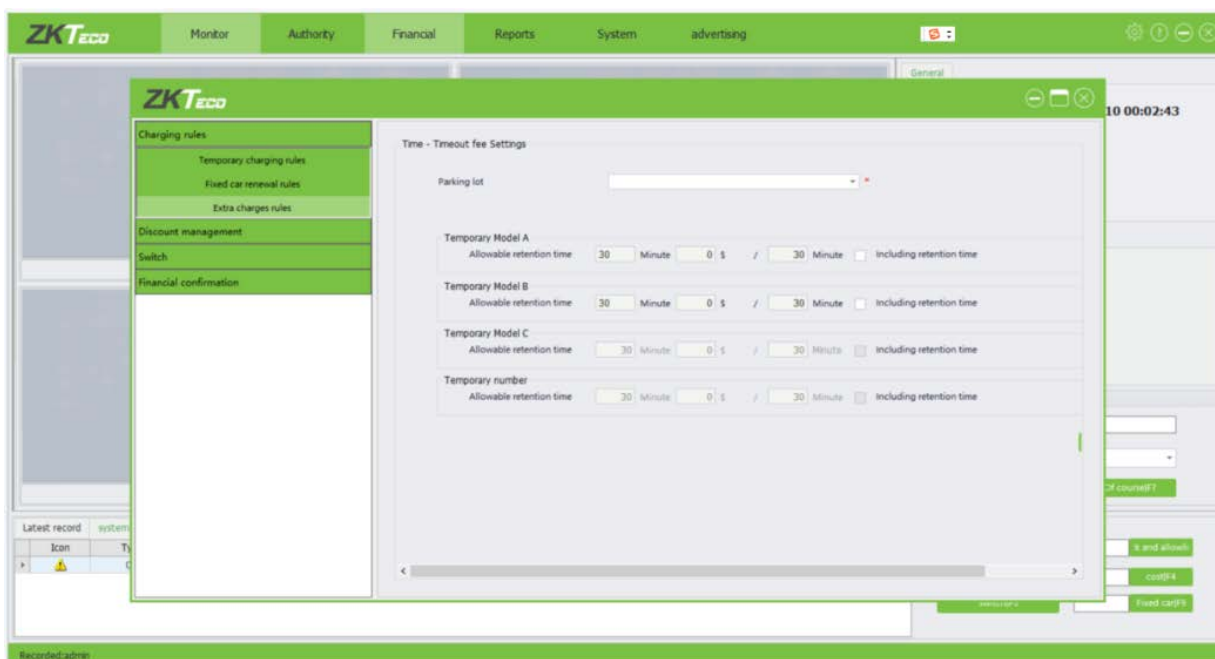 ZKTECO Monitor Authority Financial Reports System advertising
General
10 00:02:43
ZKTECO
Charging rules
Temporary charging rules
Fixed car renewal rules
Extra charges rules
Discount management
Switch
Financial confirmation
Time - Timeout fee Settings
Parking lot *
Temporary Model A
Allowable retention time 30 Minute 0 $ / 30 Minute Including retention time
Temporary Model B
Allowable retention time 30 Minute 0 $ / 30 Minute Including retention time
Temporary Model C
Allowable retention time 30 Minute 0 $ / 30 Minute Including retention time
Temporary number
Allowable retention time 30 Minute 0 $ / 30 Minute Including retention time
Of course|F7
Latest record system
Icon Ty
cost|F4
Fixed car|F9
Recorded:admin